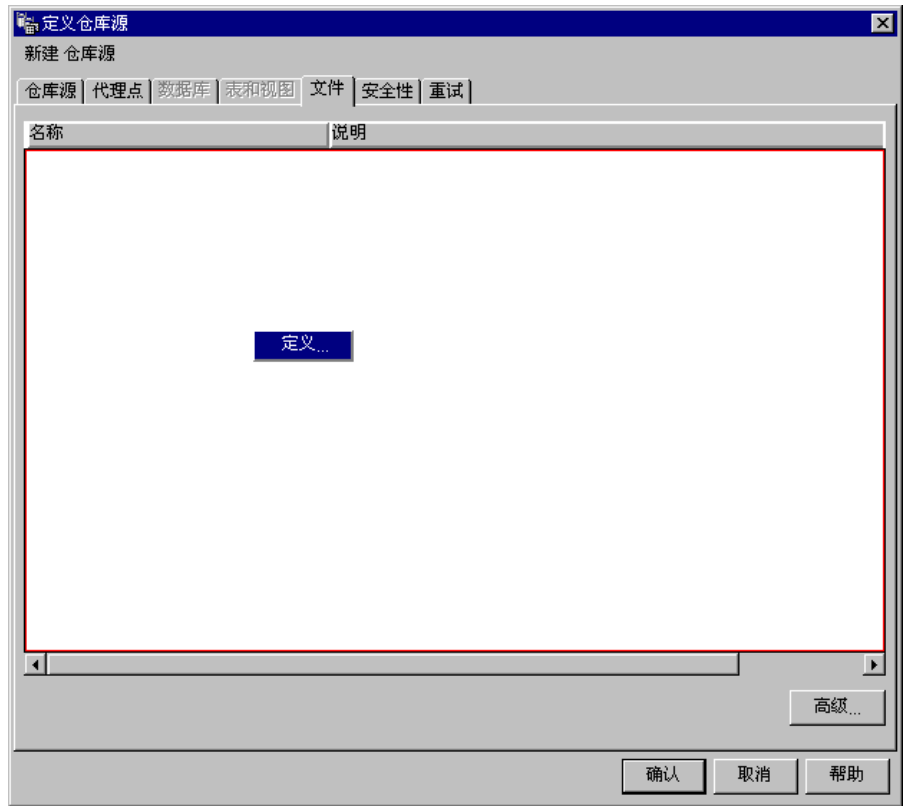 定义仓库源
新建 仓库源
仓库源 代理点 数据库 表和视图 文件 安全性 重试
名称 说明
定义...
高级...
确认 取消 帮助